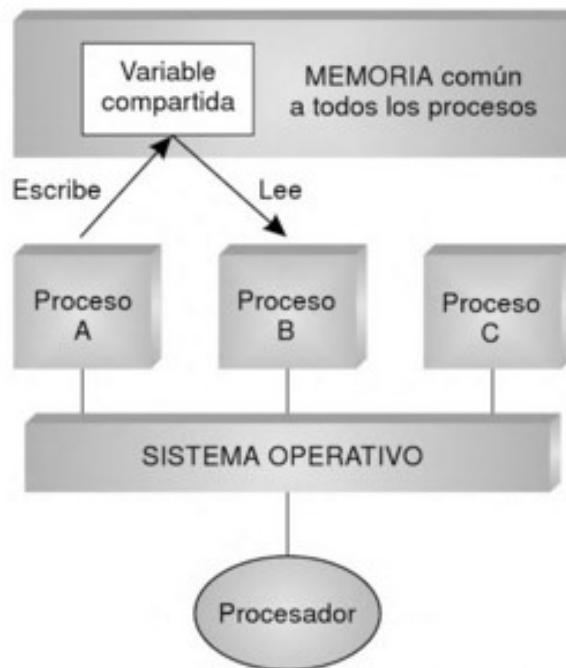 Variable
compartida
MEMORIA común
a todos los procesos
Escribe
Lee
Proceso
A
Proceso
B
Proceso
C
SISTEMA OPERATIVO
Procesador